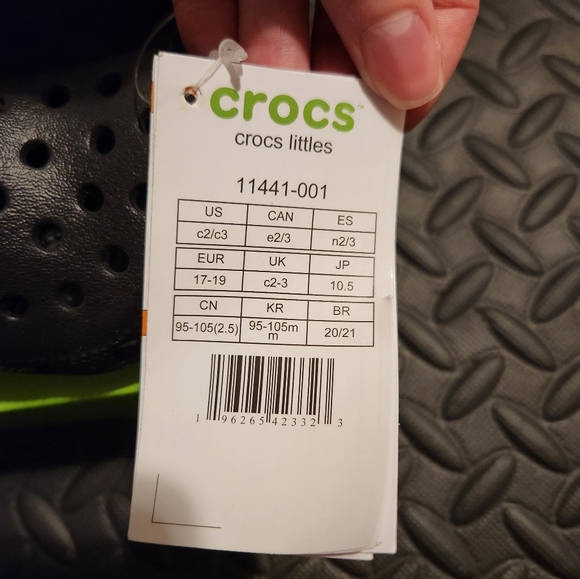 crocs™
crocs littles
11441-001
US CAN ES
c2/c3 e2/3 n2/3
EUR UK JP
17-19 c2-3 10.5
CN KR BR
95-105(2.5) 95-105m
m 20/21
1 96265 42332 3